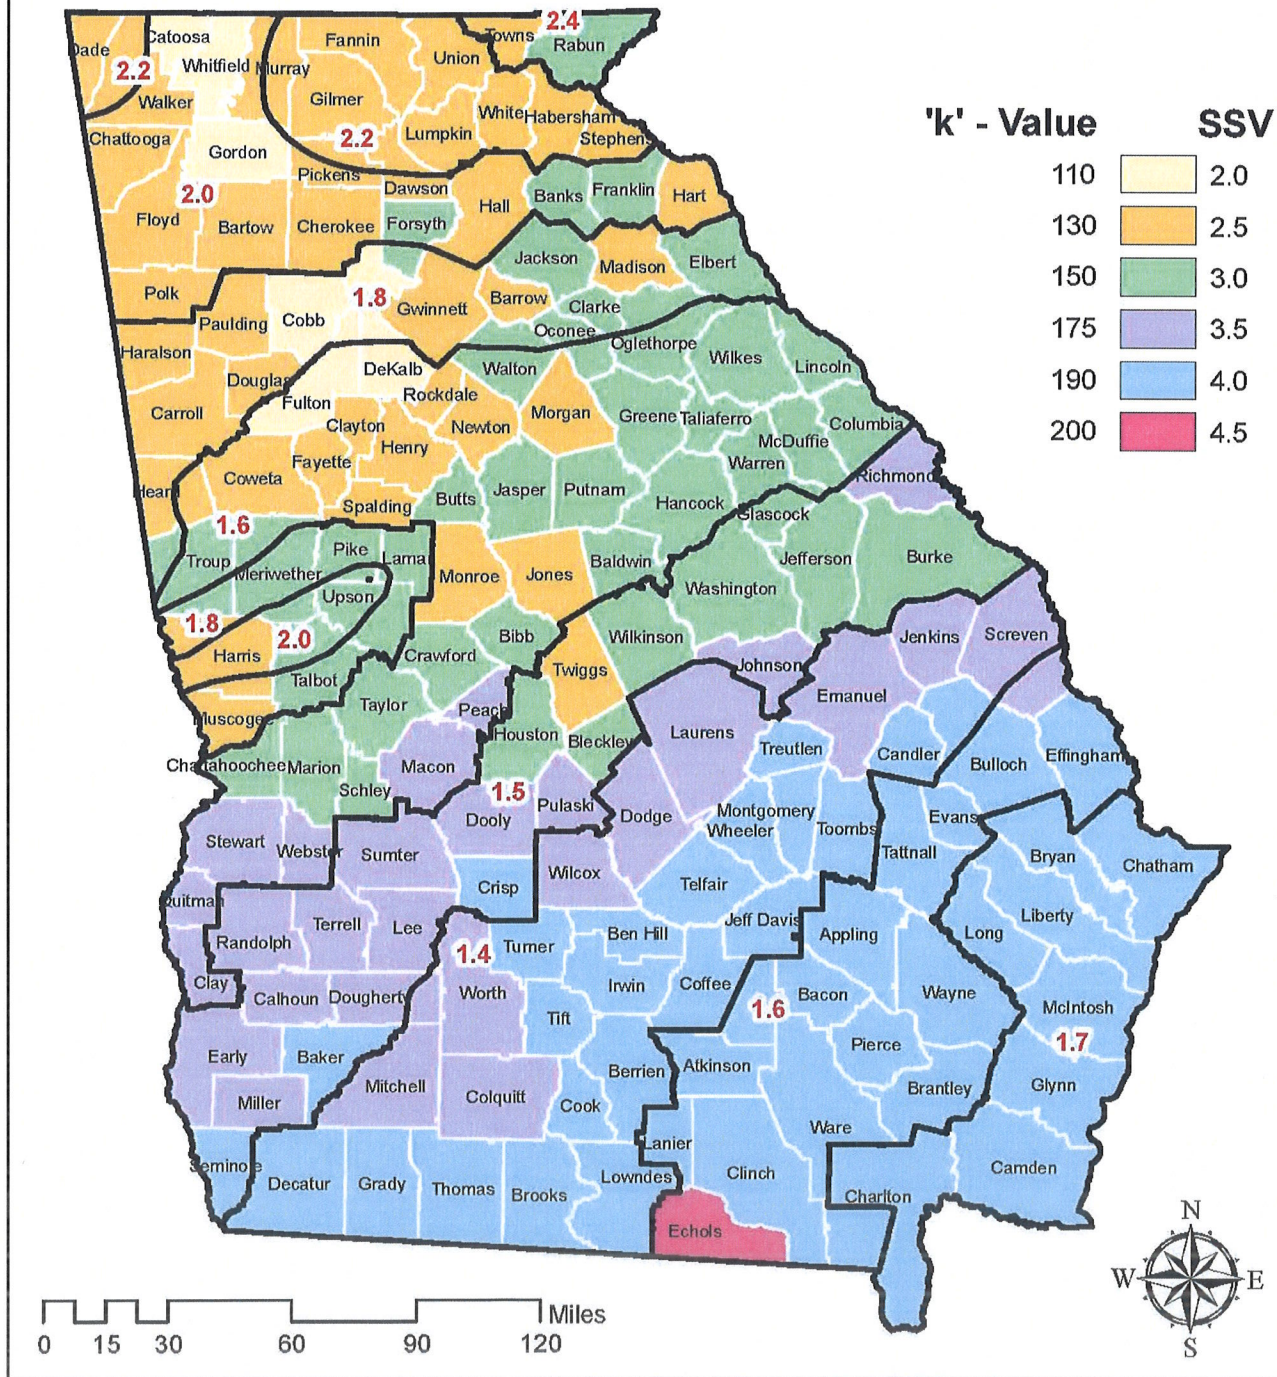 'k' - Value SSV
110 2.0
130 2.5
150 3.0
175 3.5
190 4.0
200 4.5
2.4
Towns
Rabun
Dade
Catoosa
Whitfield
Murray
Fannin
Union
2.2
Walker
Gilmer
White
Habersham
Stephens
Chattooga
Gordon
2.2
Lumpkin
Pickens
Dawson
2.0
Hall
Banks
Franklin
Hart
Floyd
Bartow
Cherokee
Forsyth
Jackson
Madison
Elbert
Polk
1.8
Gwinnett
Barrow
Clarke
Paulding
Cobb
Oconee
Oglethorpe
Haralson
DeKalb
Walton
Wilkes
Lincoln
Douglas
Fulton
Rockdale
Carroll
Clayton
Newton
Morgan
Greene
Taliaferro
Columbia
McDuffie
Henry
Fayette
Warren
Coweta
Heard
Spalding
Butts
Jasper
Putnam
Hancock
Richmond
1.6
Glascock
Troup
Meriwether
Pike
Lama
Monroe
Jones
Baldwin
Jefferson
Burke
Upson
Washington
1.8
2.0
Harris
Bibb
Wilkinson
Jenkins
Screven
Crawford
Talbot
Twiggs
Johnson
Emanuel
Taylor
Peach
Muscogee
Houston
Bleckley
Laurens
Treutlen
Candler
Bulloch
Effingham
Chattahoochee
Marion
Macon
Schley
1.5
Pulaski
Dodge
Montgomery
Wheeler
Toombs
Evans
Dooly
Stewart
Webster
Sumter
Tattnall
Bryan
Chatham
Crisp
Wilcox
Telfair
Quitman
Terrell
Lee
Jeff Davis
Liberty
Randolph
1.4
Turner
Ben Hill
Appling
Long
Clay
Calhoun
Dougherty
Worth
Irwin
Coffee
Bacon
Wayne
McIntosh
Tift
1.6
1.7
Early
Baker
Pierce
Miller
Mitchell
Colquitt
Berrien
Atkinson
Brantley
Glynn
Cook
Ware
Lanier
Seminole
Decatur
Grady
Thomas
Brooks
Lowndes
Clinch
Charlton
Camden
Echols
N
W E
S
Miles
0 15 30 60 90 120